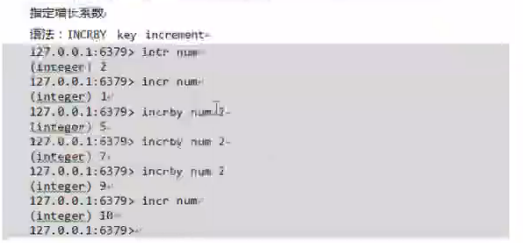 指定增长系数
语法：INCRBY key increment
127.0.0.1:6379> incr num
(integer) 2
127.0.0.1:6379> incr num
(integer)
127.0.0.1:6379> incrby num 2
(integer) 5
127.0.0.1:6379> incrby num 2
(integer) 7
127.0.0.1:6379> incrby num 2
(integer) 9
127.0.0.1:6379> incr num
(integer) 10
127.0.0.1:6379>